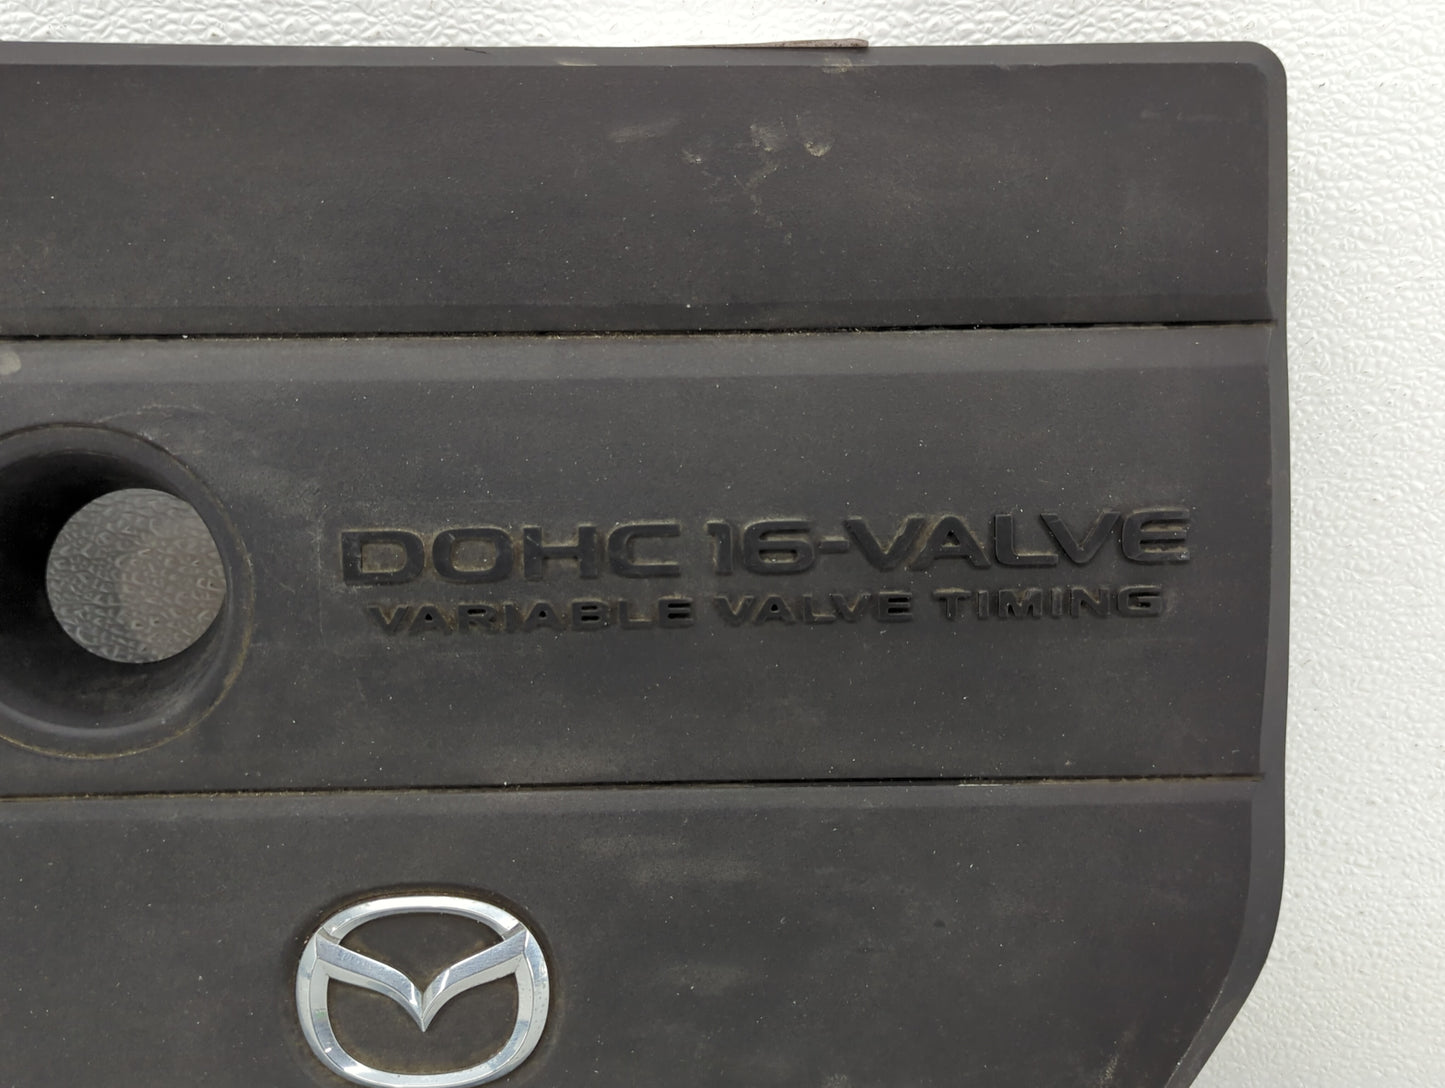 DOHC 16-VALVE
VARIABLE VALVE TIMING